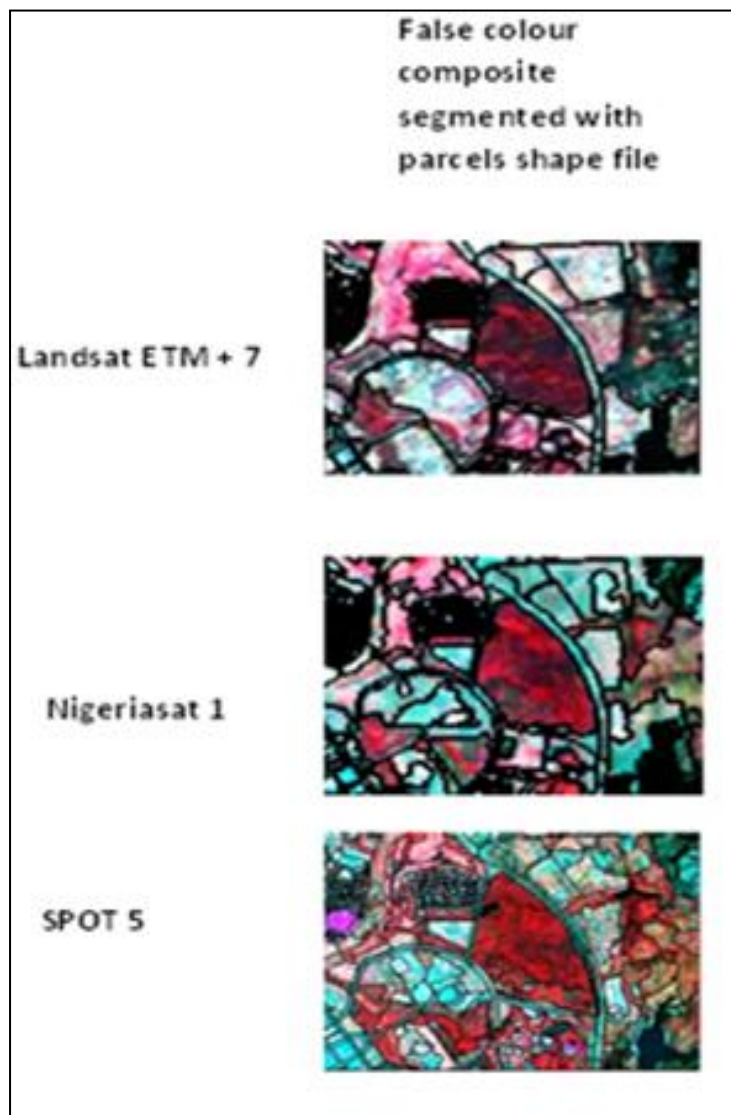 False colour
composite
segmented with
parcels shape file
Landsat ETM + 7
Nigeriasat 1
SPOT 5